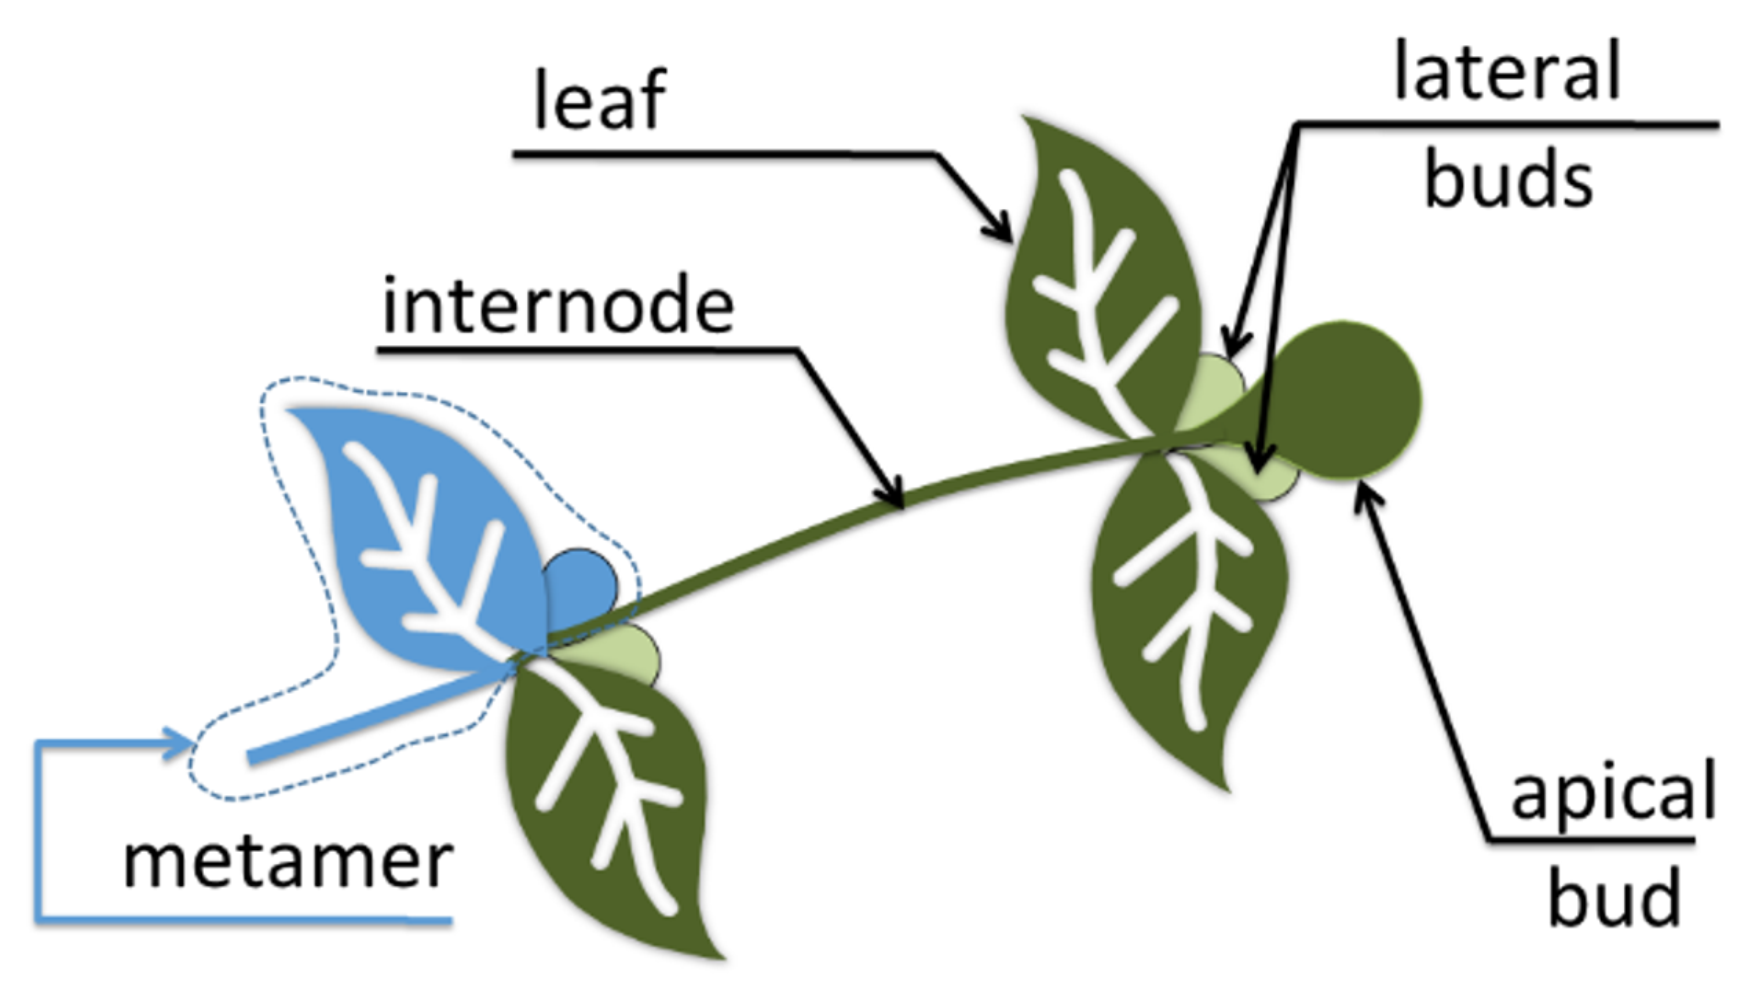 leaf
lateral
buds
internode
metamer
apical
bud